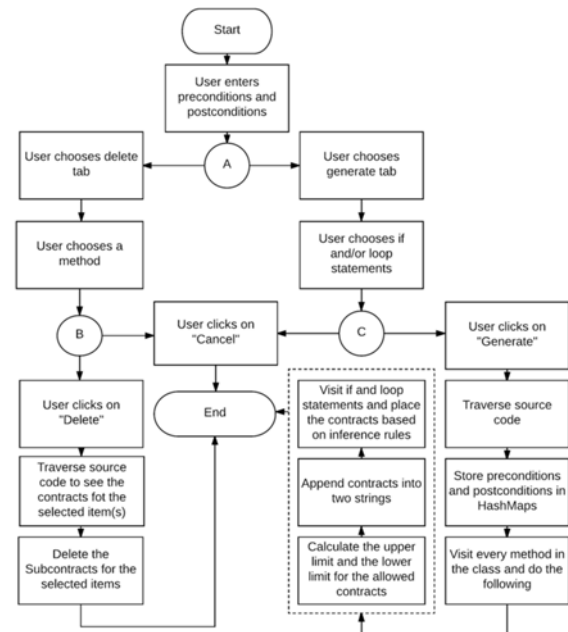 Start
User enters
preconditions and
postconditions
User chooses delete
tab
A
User chooses
generate tab
User chooses a
method
User chooses if
and/or loop
statements
B
User clicks on
"Cancel"
C
User clicks on
"Generate"
User clicks on
"Delete"
End
Visit if and loop
statements and place
the contracts based
on inference rules
Traverse source
code
Traverse source
code to see the
contracts fot the
selected item(s)
Append contracts into
two strings
Store preconditions
and postconditions in
HashMaps
Delete the
Subcontracts for the
selected items
Calculate the upper
limit and the lower
limit for the allowed
contracts
Visit every method in
the class and do the
following